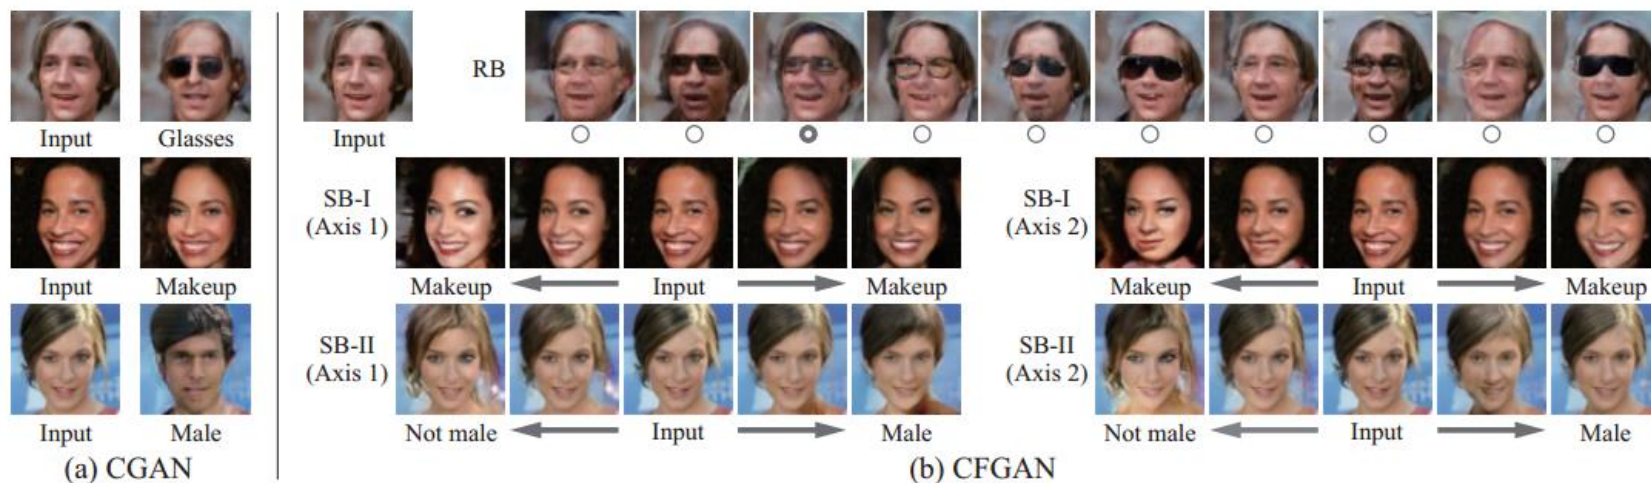 RB
Input Glasses Input
SB-I SB-I
(Axis 1) (Axis 2)
Input Makeup Makeup Input Makeup Makeup Input Makeup
SB-II SB-II
(Axis 1) (Axis 2)
Input Male Not male Input Male Not male Input Male
(a) CGAN (b) CFGAN